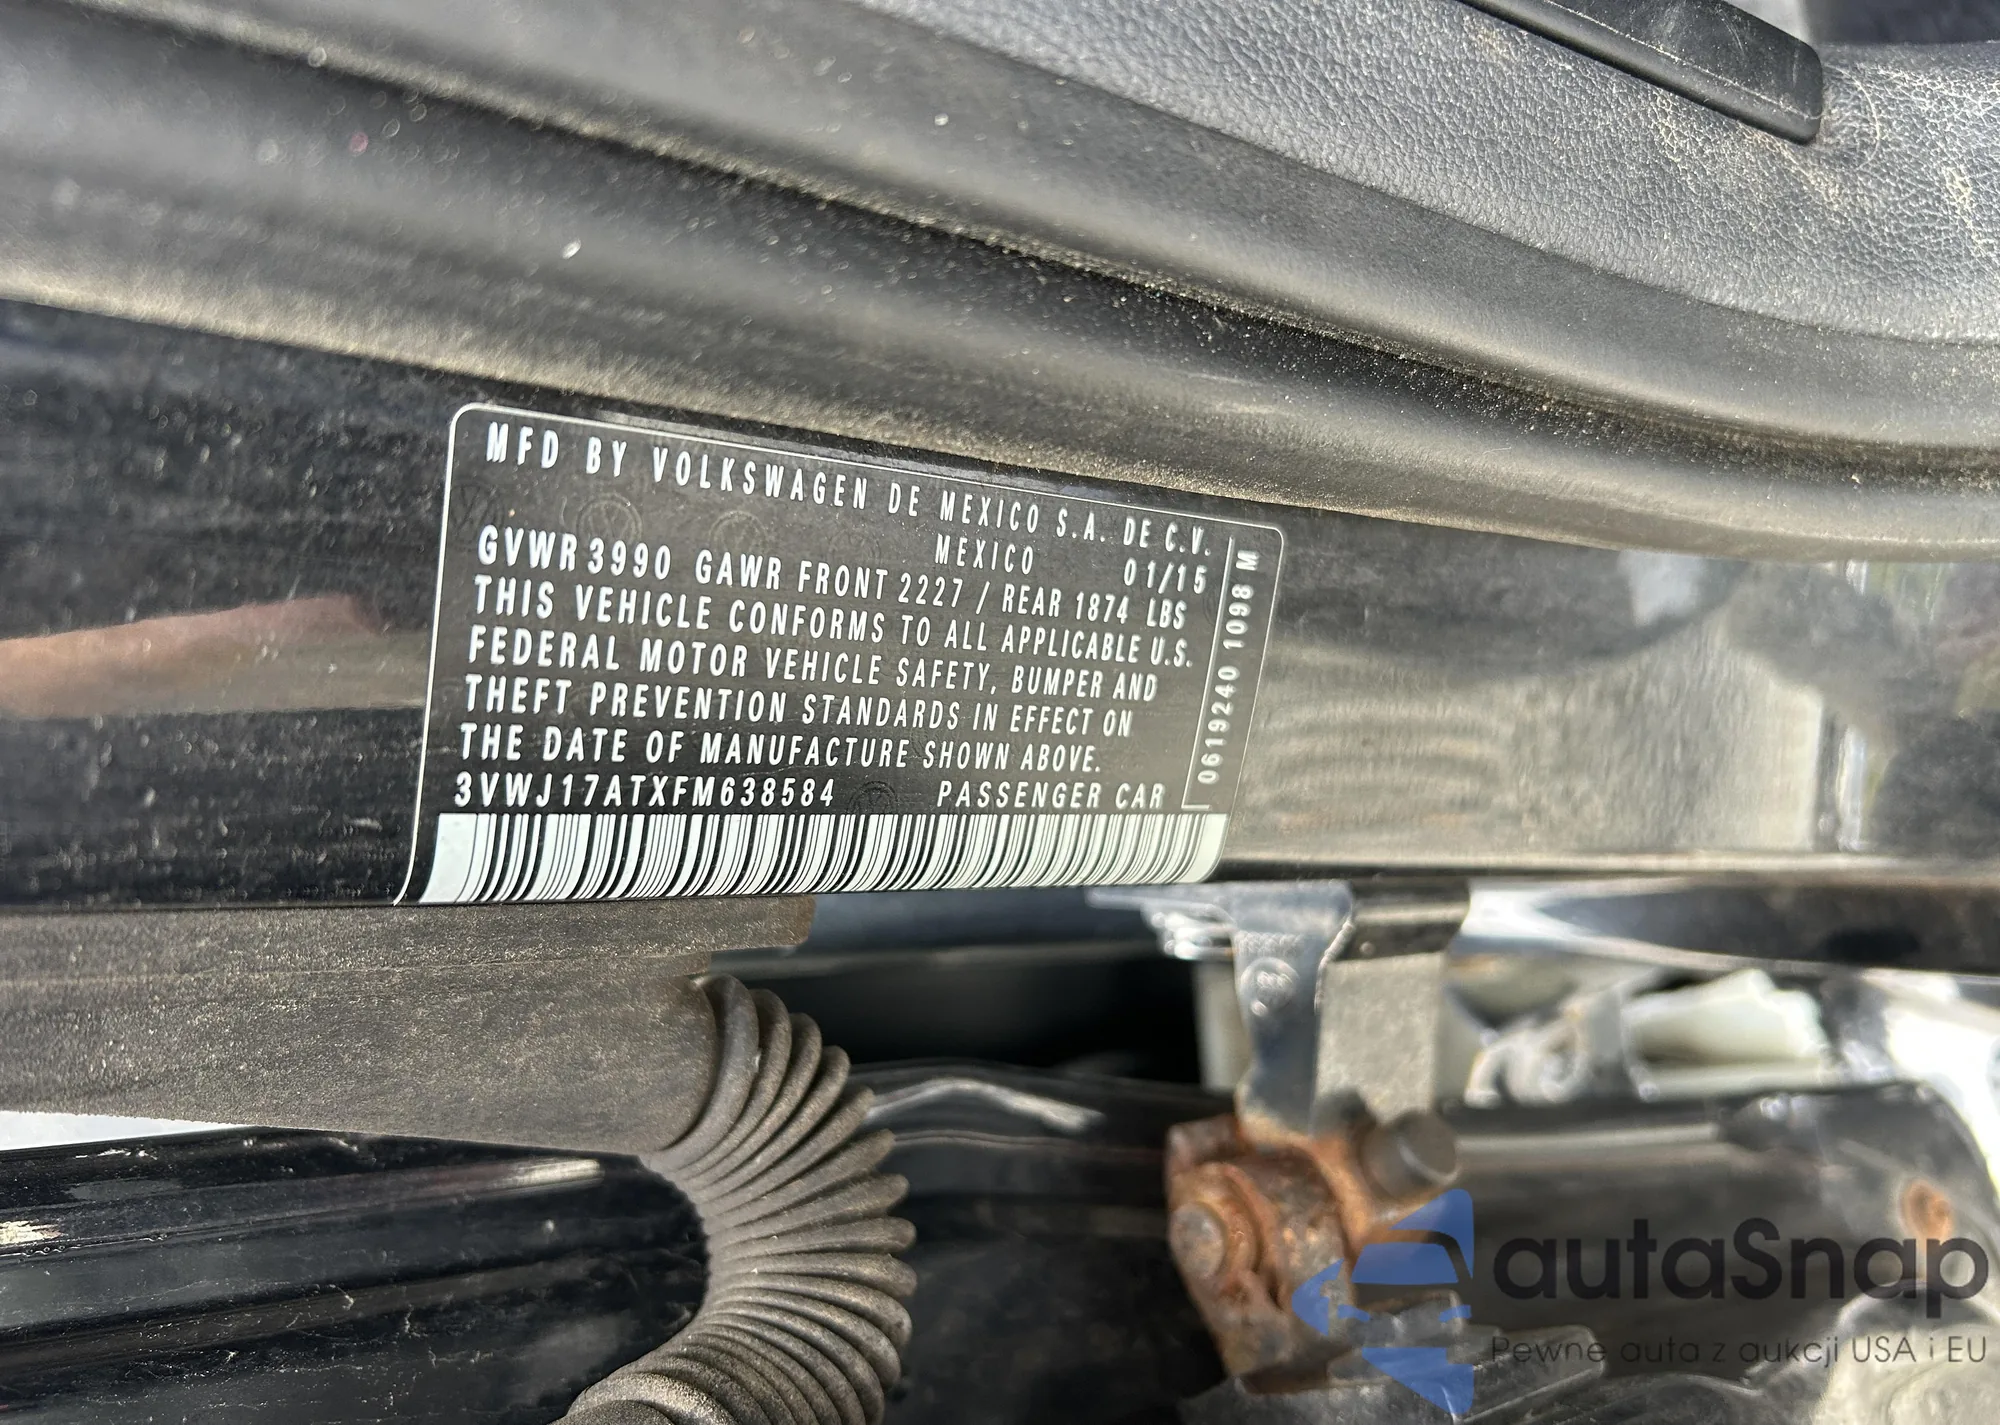 MFD BY VOLKSWAGEN DE MEXICO S.A. DE C.V.
MEXICO 01/15
GVWR 3990 GAWR FRONT 2227 / REAR 1874 LBS
THIS VEHICLE CONFORMS TO ALL APPLICABLE U.S.
FEDERAL MOTOR VEHICLE SAFETY, BUMPER AND
THEFT PREVENTION STANDARDS IN EFFECT ON
THE DATE OF MANUFACTURE SHOWN ABOVE.
3VWJ17ATXFM638584 PASSENGER CAR
0619240 1098 M
autaSnap
Pewne auta z aukcji USA i EU